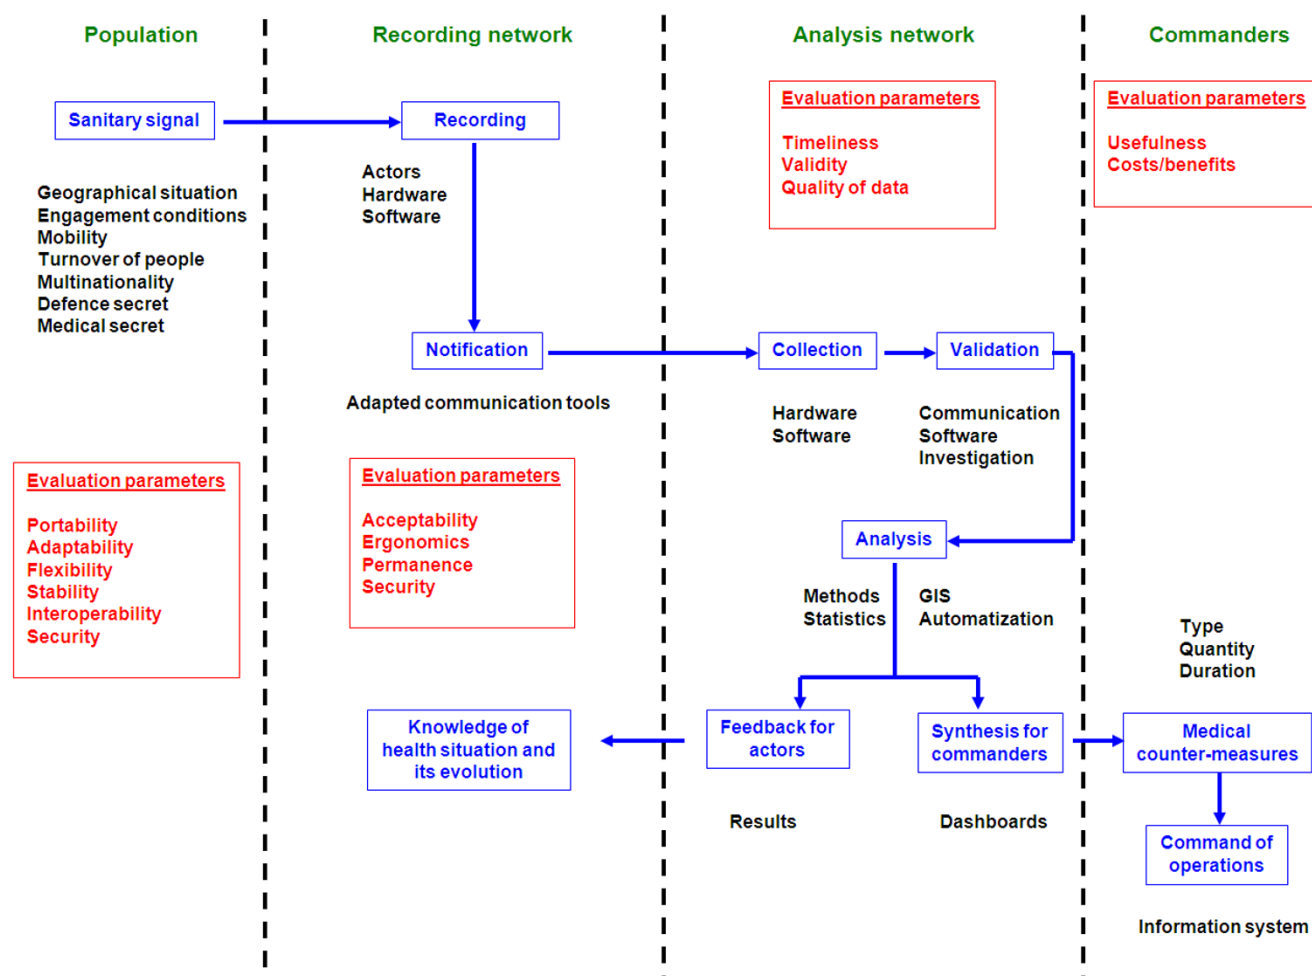 Population
Recording network
Analysis network
Commanders
Sanitary signal
Geographical situation
Engagement conditions
Mobility
Turnover of people
Multinationality
Defence secret
Medical secret
Evaluation parameters
Portability
Adaptability
Flexibility
Stability
Interoperability
Security
Recording
Actors
Hardware
Software
Notification
Adapted communication tools
Evaluation parameters
Acceptability
Ergonomics
Permanence
Security
Knowledge of
health situation and
its evolution
Evaluation parameters
Timeliness
Validity
Quality of data
Collection
Validation
Hardware
Software
Communication
Software
Investigation
Analysis
Methods
Statistics
GIS
Automatization
Feedback for
actors
Synthesis for
commanders
Results
Dashboards
Evaluation parameters
Usefulness
Costs/benefits
Type
Quantity
Duration
Medical
counter-measures
Command of
operations
Information system